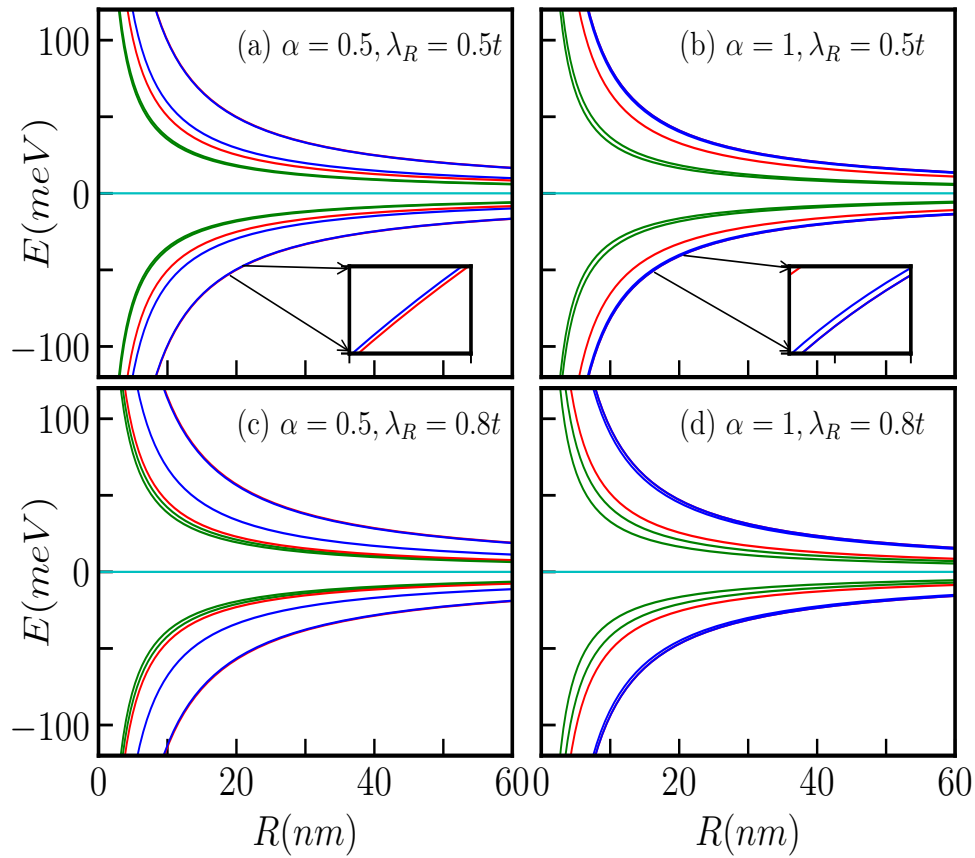 (a) α = 0.5, λ_R = 0.5t
(b) α = 1, λ_R = 0.5t
100
0
−100
E(meV)
(c) α = 0.5, λ_R = 0.8t
(d) α = 1, λ_R = 0.8t
100
0
−100
E(meV)
0 20 40 60 20 40 60
R(nm) R(nm)